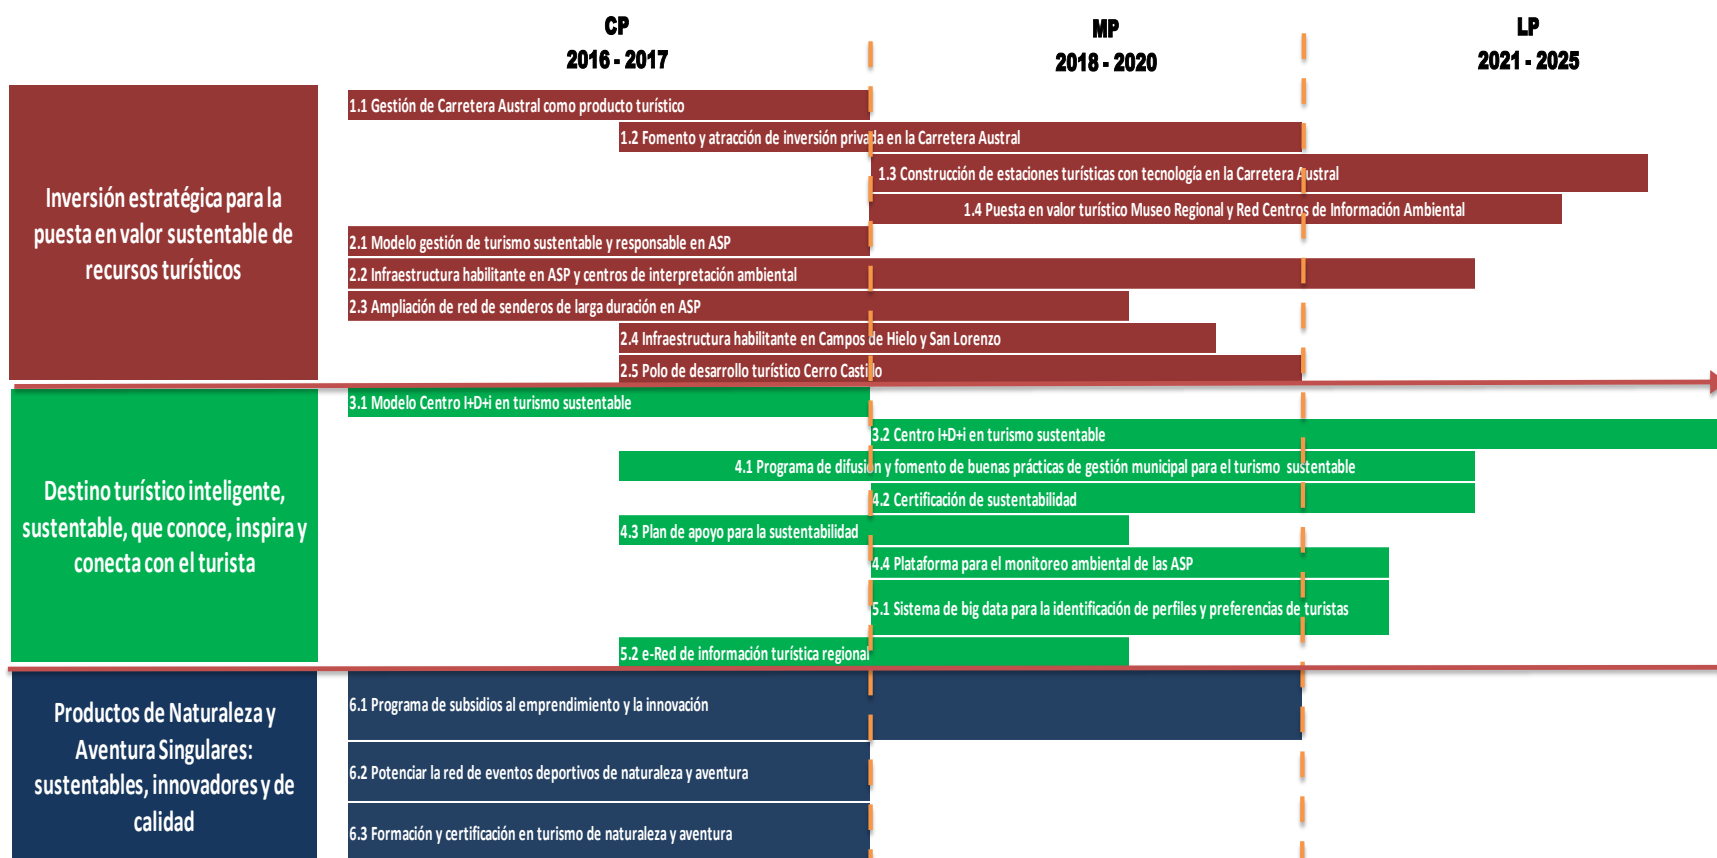 CP
2016 - 2017
MP
2018 - 2020
LP
2021 - 2025
Inversión estratégica para la
puesta en valor sustentable de
recursos turísticos
1.1 Gestión de Carretera Austral como producto turístico
1.2 Fomento y atracción de inversión privada en la Carretera Austral
1.3 Construcción de estaciones turísticas con tecnología en la Carretera Austral
1.4 Puesta en valor turístico Museo Regional y Red Centros de Información Ambiental
2.1 Modelo gestión de turismo sustentable y responsable en ASP
2.2 Infraestructura habilitante en ASP y centros de interpretación ambiental
2.3 Ampliación de red de senderos de larga duración en ASP
2.4 Infraestructura habilitante en Campos de Hielo y San Lorenzo
2.5 Polo de desarrollo turístico Cerro Castillo
Destino turístico inteligente,
sustentable, que conoce, inspira y
conecta con el turista
3.1 Modelo Centro I+D+i en turismo sustentable
3.2 Centro I+D+i en turismo sustentable
4.1 Programa de difusión y fomento de buenas prácticas de gestión municipal para el turismo  sustentable
4.2 Certificación de sustentabilidad
4.3 Plan de apoyo para la sustentabilidad
4.4 Plataforma para el monitoreo ambiental de las ASP
5.1 Sistema de big data para la identificación de perfiles y preferencias de turistas
5.2 e-Red de información turística regional
Productos de Naturaleza y
Aventura Singulares:
sustentables, innovadores y de
calidad
6.1 Programa de subsidios al emprendimiento y la innovación
6.2 Potenciar la red de eventos deportivos de naturaleza y aventura
6.3 Formación y certificación en turismo de naturaleza y aventura